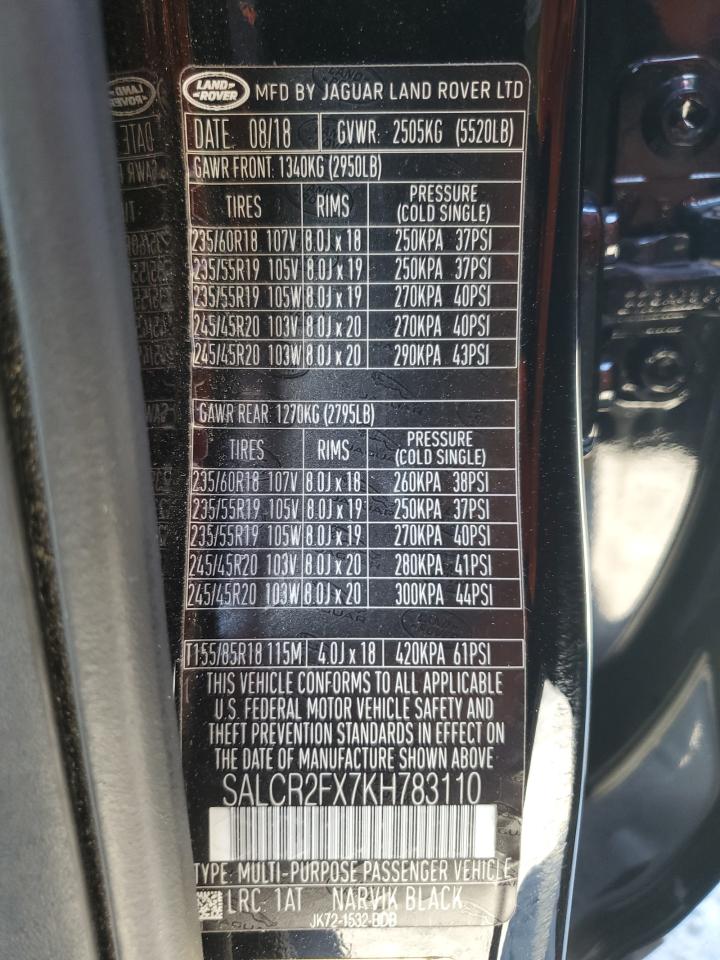 LAND ROVER MFD BY JAGUAR LAND ROVER LTD
DATE: 08/18 GVWR: 2505KG (5520LB)
GAWR FRONT: 1340KG (2950LB)
TIRES RIMS PRESSURE (COLD SINGLE)
235/60R18 107V 8.0J x 18 250KPA 37PSI
235/55R19 105V 8.0J x 19 250KPA 37PSI
235/55R19 105W 8.0J x 19 270KPA 40PSI
245/45R20 103V 8.0J x 20 270KPA 40PSI
245/45R20 103W 8.0J x 20 290KPA 43PSI
GAWR REAR: 1270KG (2795LB)
TIRES RIMS PRESSURE (COLD SINGLE)
235/60R18 107V 8.0J x 18 260KPA 38PSI
235/55R19 105V 8.0J x 19 250KPA 37PSI
235/55R19 105W 8.0J x 19 270KPA 40PSI
245/45R20 103V 8.0J x 20 280KPA 41PSI
245/45R20 103W 8.0J x 20 300KPA 44PSI
T155/85R18 115M 4.0J x 18 420KPA 61PSI
THIS VEHICLE CONFORMS TO ALL APPLICABLE
U.S. FEDERAL MOTOR VEHICLE SAFETY AND
THEFT PREVENTION STANDARDS IN EFFECT ON
THE DATE OF MANUFACTURE SHOWN ABOVE
SALCR2FX7KH783110
TYPE: MULTI-PURPOSE PASSENGER VEHICLE
LRC: 1AT NARVIK BLACK
JK72-1532-BDB